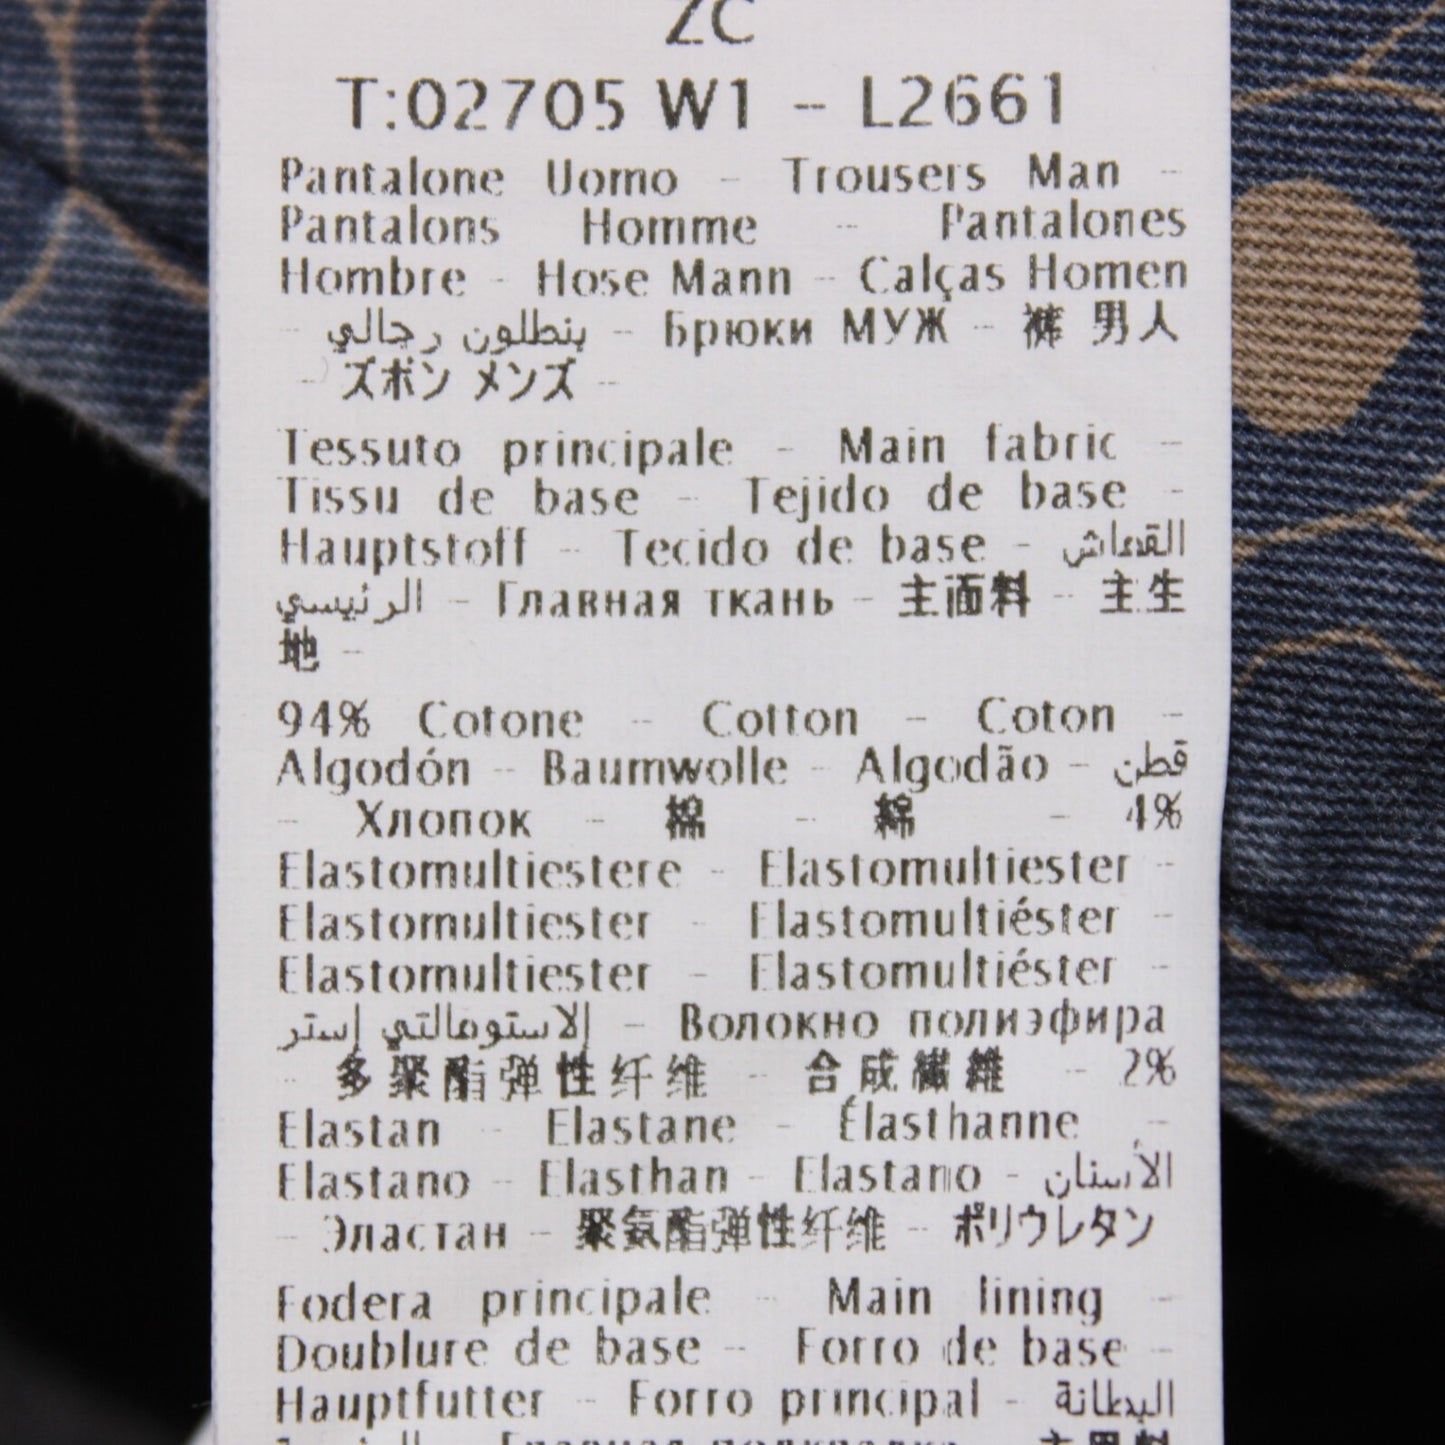 ZC
T:02705 W1 - L2661
Pantalone Uomo - Trousers Man -
Pantalons Homme - Pantalones
Hombre - Hose Mann - Calças Homen
- بنطلون رجالي - Брюки МУЖ - 裤 男人
- ズボン メンズ -
Tessuto principale - Main fabric -
Tissu de base - Tejido de base -
Hauptstoff - Tecido de base - القماش
الرئيسي - Главная ткань - 主面料 - 主生
地 -
94% Cotone - Cotton - Coton -
Algodón - Baumwolle - Algodão - قطن
- Хлопок - 棉 - 綿 - 4%
Elastomultiestere - Elastomultiester -
Elastomultiester - Elastomultiéster -
Elastomultiester - Elastomultiéster -
إلاستومالتي إستر - Волокно полиэфира
- 多聚酯弹性纤维 - 合成繊維 - 2%
Elastan - Elastane - Élasthanne -
Elastano - Elasthan - Elastano - الأستان
- Эластан - 聚氨酯弹性纤维 - ポリウレタン
Fodera principale - Main lining -
Doublure de base - Forro de base -
Hauptfutter - Forro principal - البطانة
- Главная подкладка -